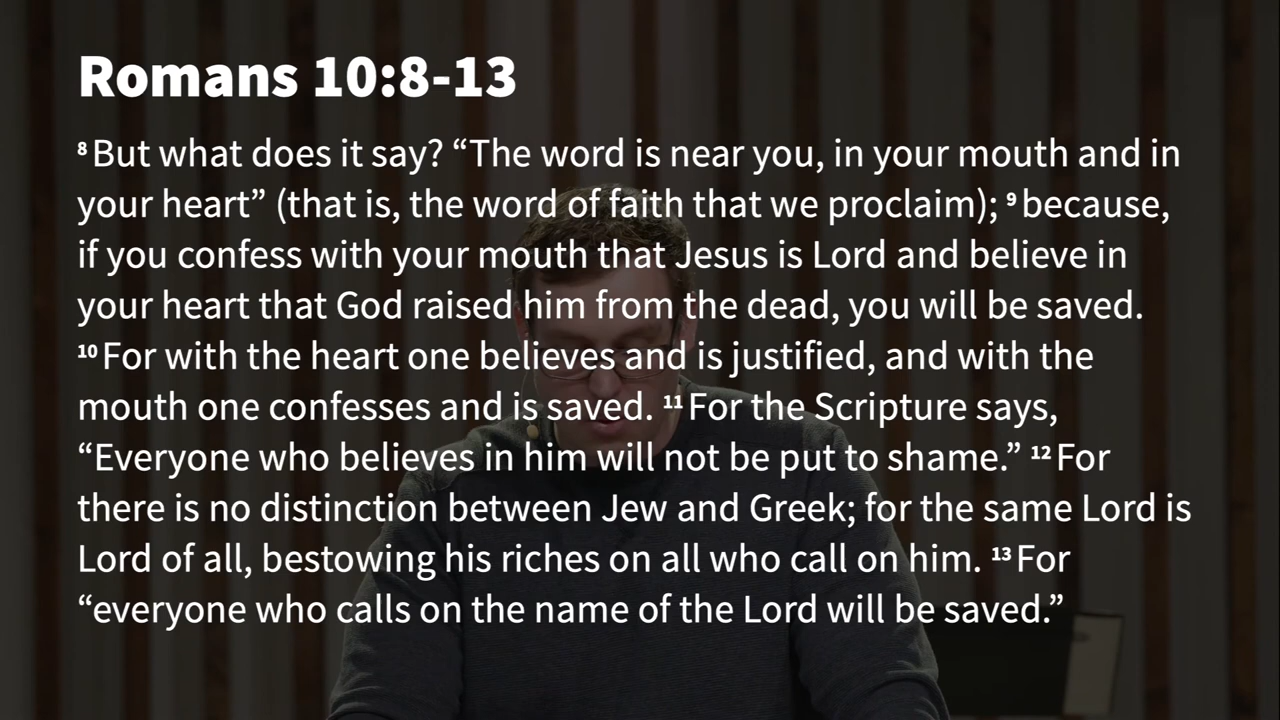 Romans 10:8-13
⁸ But what does it say? “The word is near you, in your mouth and in
your heart” (that is, the word of faith that we proclaim); ⁹ because,
if you confess with your mouth that Jesus is Lord and believe in
your heart that God raised him from the dead, you will be saved.
¹⁰ For with the heart one believes and is justified, and with the
mouth one confesses and is saved. ¹¹ For the Scripture says,
“Everyone who believes in him will not be put to shame.” ¹² For
there is no distinction between Jew and Greek; for the same Lord is
Lord of all, bestowing his riches on all who call on him. ¹³ For
“everyone who calls on the name of the Lord will be saved.”